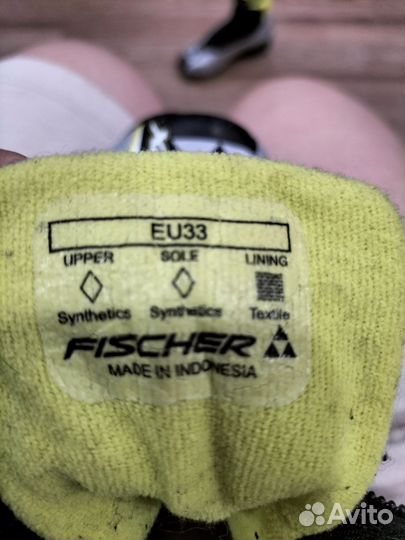 EU33
UPPER SOLE LINING
Synthetics Synthetics Textile
FISCHER
MADE IN INDONESIA
Avito